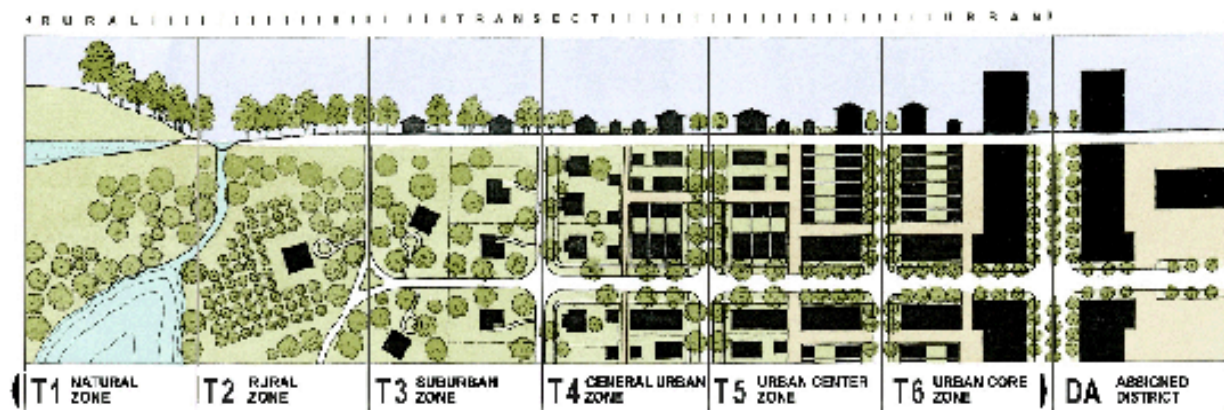 RURAL TRANSECT URBAN
T1 NATURAL ZONE
T2 RURAL ZONE
T3 SUBURBAN ZONE
T4 GENERAL URBAN ZONE
T5 URBAN CENTER ZONE
T6 URBAN CORE ZONE
DA ASSIGNED DISTRICT